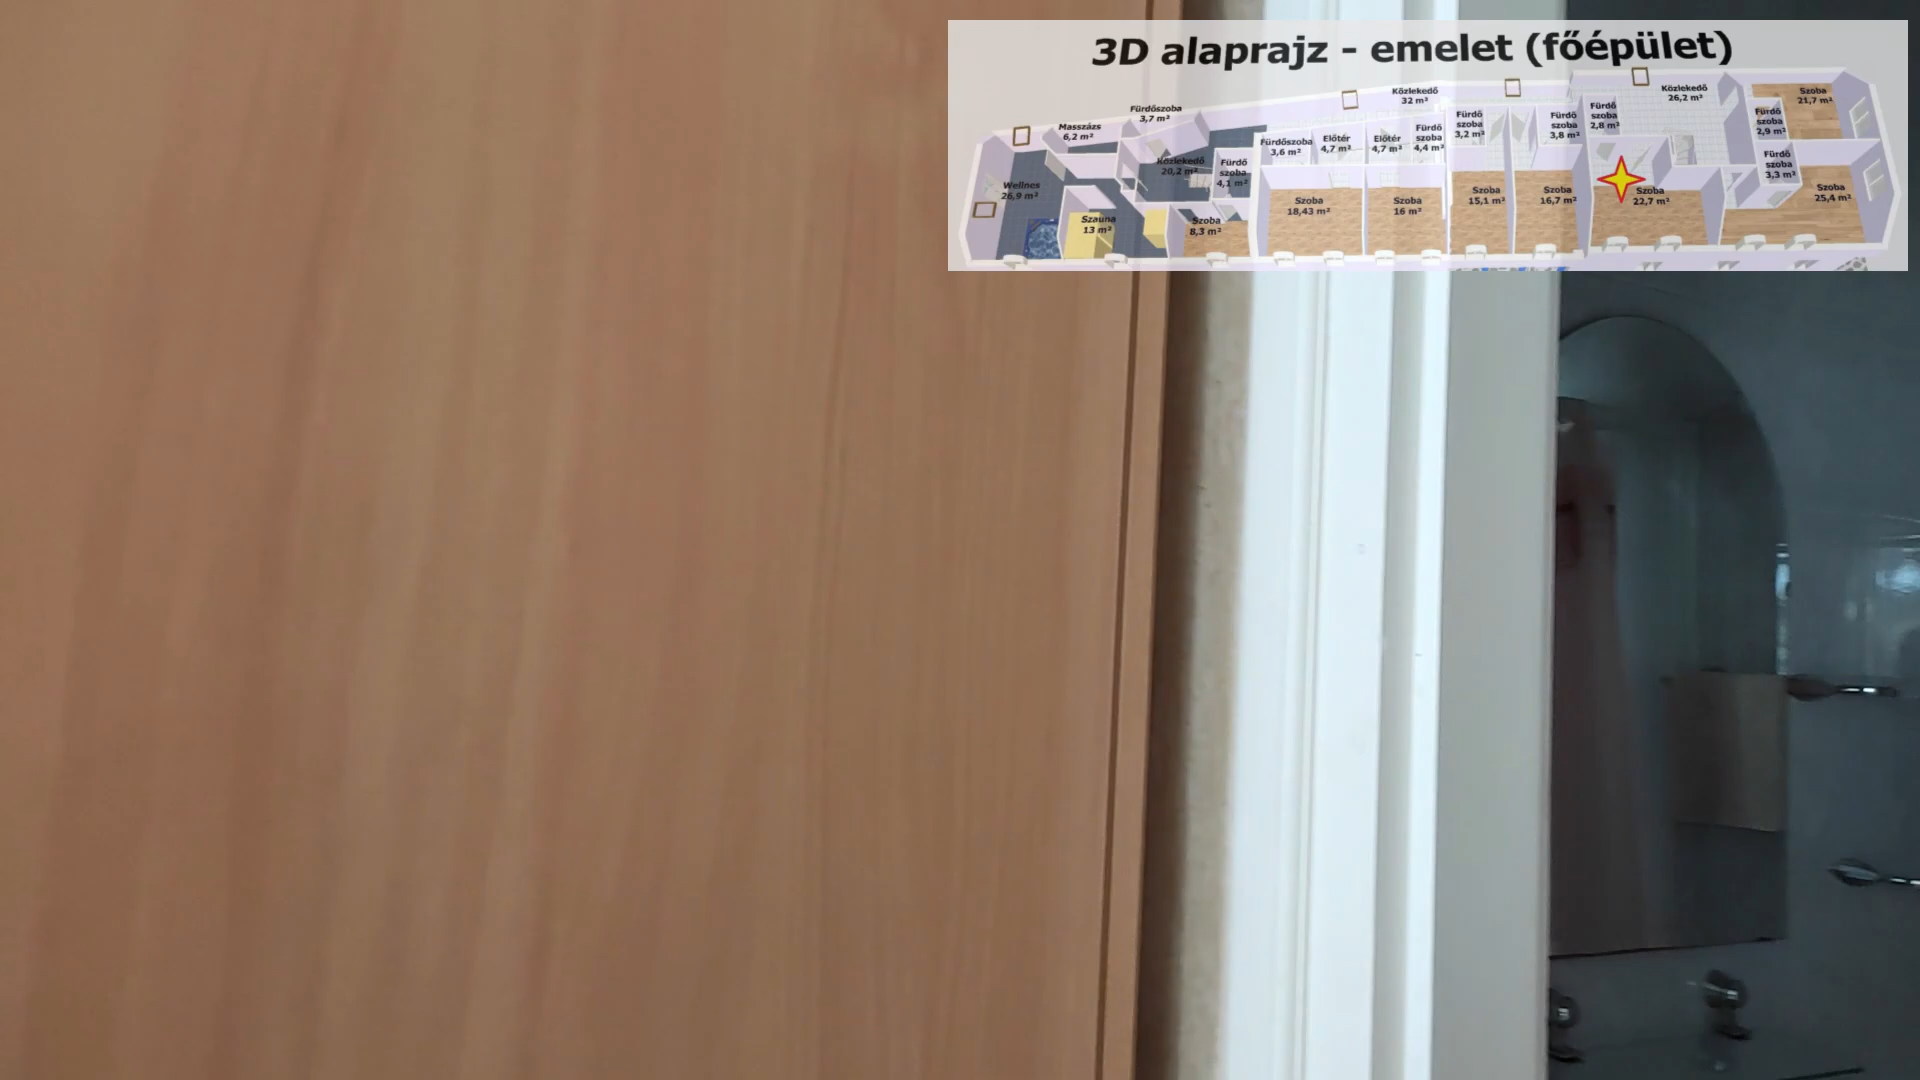 3D alaprajz - emelet (főépület)
Wellnes
26,9 m²
Masszázs
6,2 m²
Fürdőszoba
3,7 m²
Szauna
13 m²
Közlekedő
20,2 m²
Fürdő
szoba
4,1 m²
Szoba
8,3 m²
Fürdőszoba
3,6 m²
Előtér
4,7 m²
Szoba
18,43 m²
Előtér
4,7 m²
Fürdő
szoba
4,4 m²
Szoba
16 m²
Közlekedő
32 m²
Fürdő
szoba
3,2 m²
Szoba
15,1 m²
Fürdő
szoba
3,8 m²
Szoba
16,7 m²
Fürdő
szoba
2,8 m²
Szoba
22,7 m²
Közlekedő
26,2 m²
Fürdő
szoba
2,9 m²
Szoba
21,7 m²
Fürdő
szoba
3,3 m²
Szoba
25,4 m²